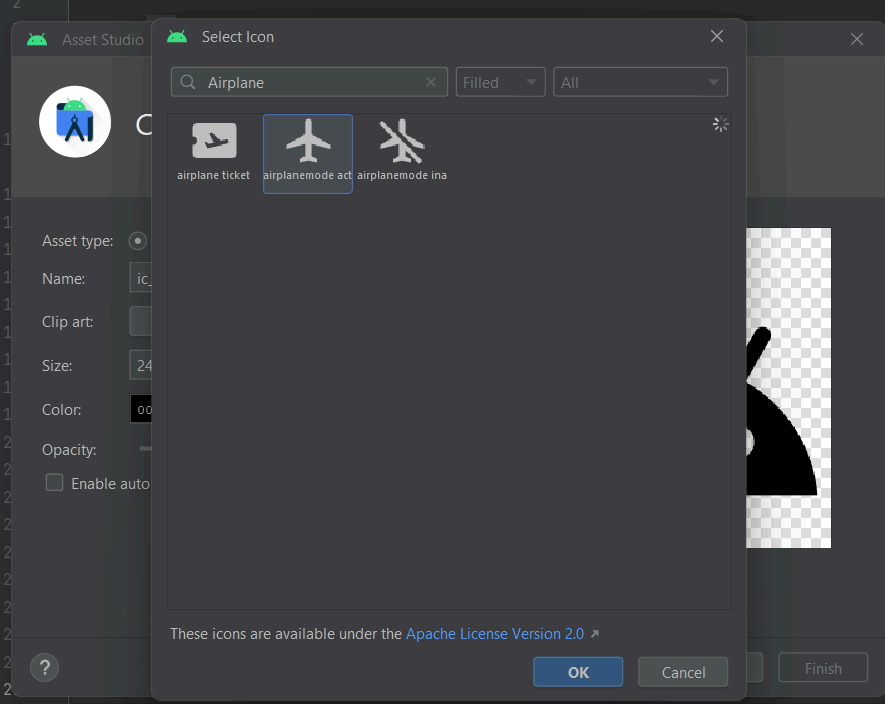 Asset Studio
Select Icon
Airplane
Filled
All
airplane ticket
airplanemode act
airplanemode ina
Asset type:
Name:
ic_
Clip art:
Size:
24
Color:
00
Opacity:
Enable auto
These icons are available under the Apache License Version 2.0
?
OK
Cancel
Finish